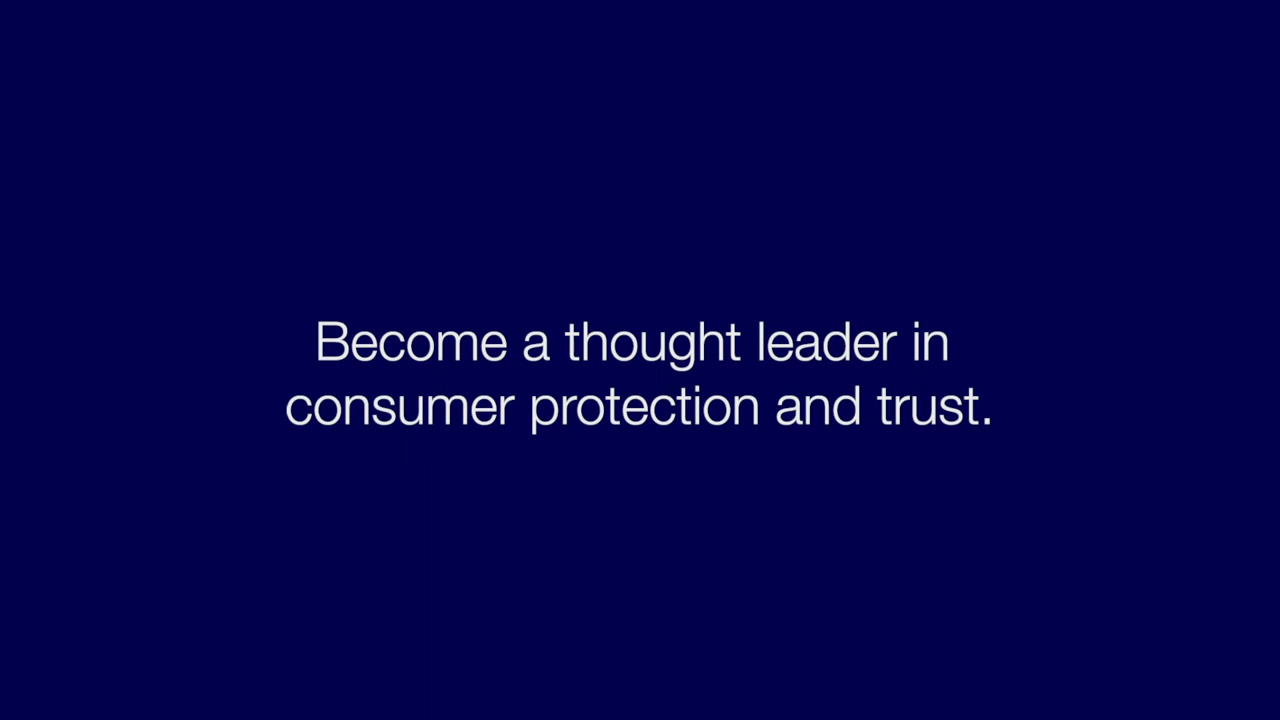 Become a thought leader in
consumer protection and trust.